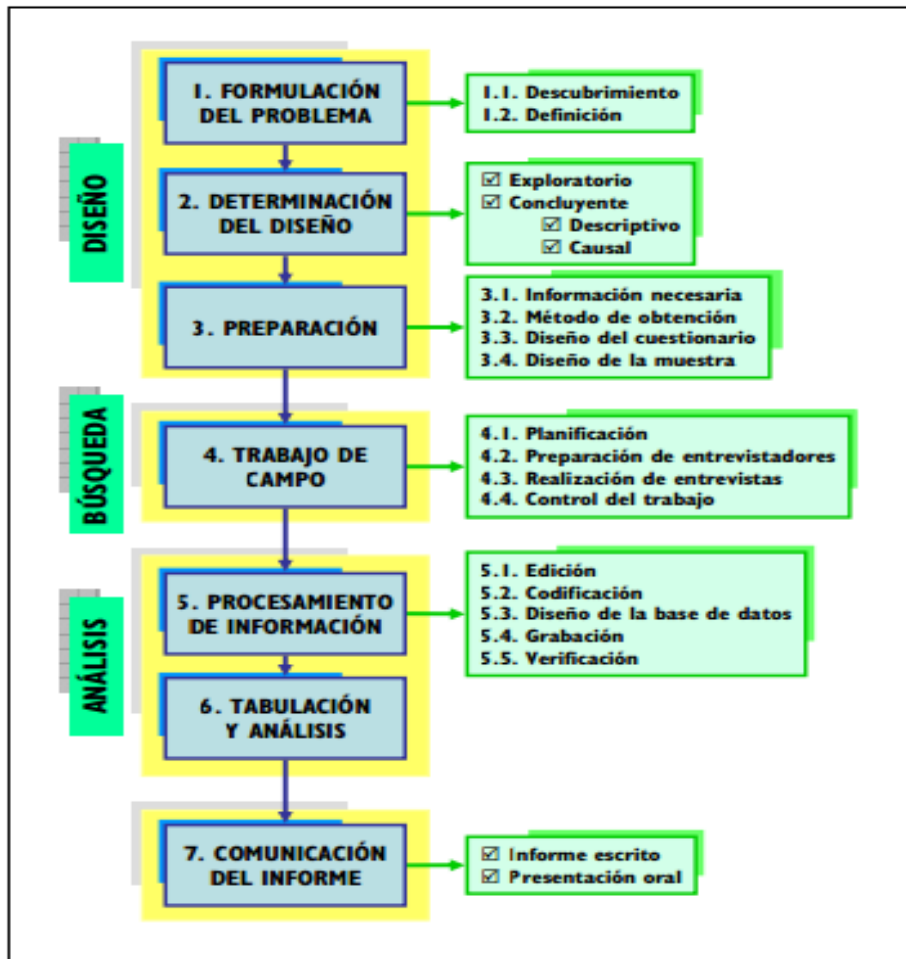 DISEÑO
1. FORMULACIÓN
DEL PROBLEMA
1.1. Descubrimiento
1.2. Definición
2. DETERMINACIÓN
DEL DISEÑO
☑ Exploratorio
☑ Concluyente
☑ Descriptivo
☑ Causal
3. PREPARACIÓN
3.1. Información necesaria
3.2. Método de obtención
3.3. Diseño del cuestionario
3.4. Diseño de la muestra
BÚSQUEDA
4. TRABAJO DE
CAMPO
4.1. Planificación
4.2. Preparación de entrevistadores
4.3. Realización de entrevistas
4.4. Control del trabajo
ANÁLISIS
5. PROCESAMIENTO
DE INFORMACIÓN
5.1. Edición
5.2. Codificación
5.3. Diseño de la base de datos
5.4. Grabación
5.5. Verificación
6. TABULACIÓN
Y ANÁLISIS
7. COMUNICACIÓN
DEL INFORME
☑ Informe escrito
☑ Presentación oral